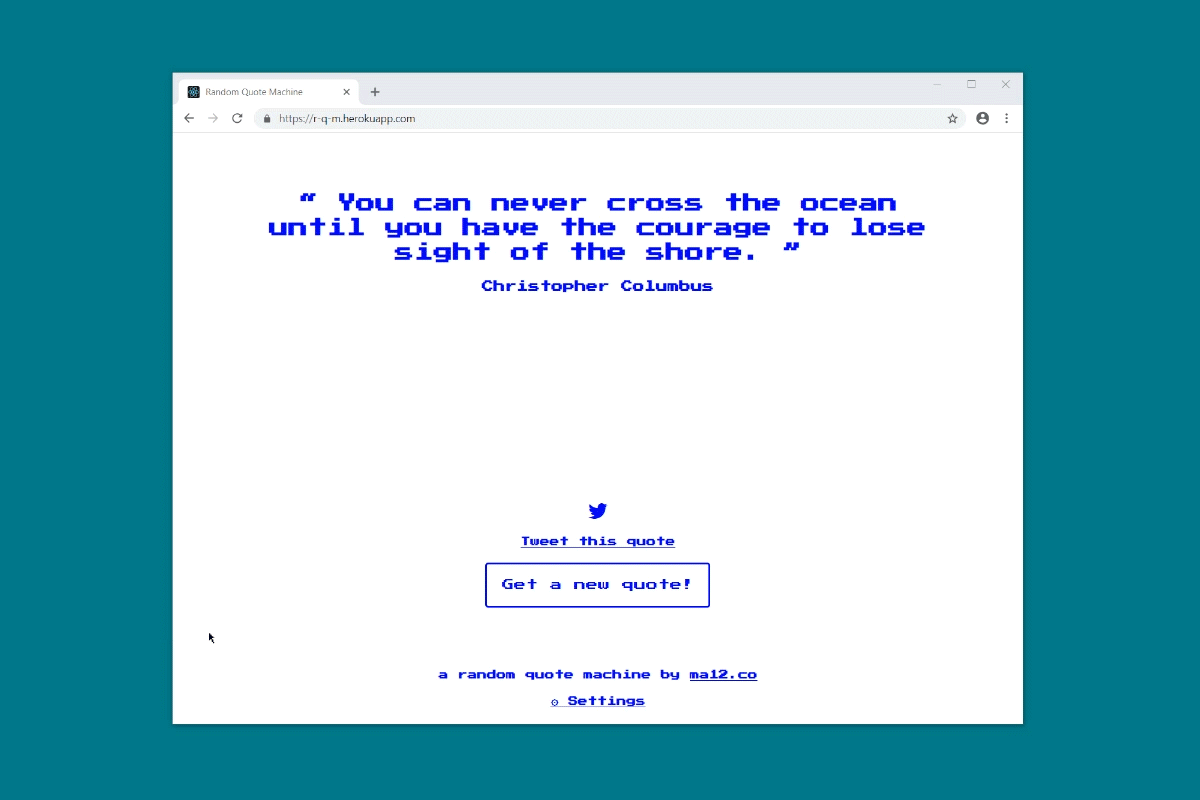 Random Quote Machine
https://r-q-m.herokuapp.com
“ You can never cross the ocean
until you have the courage to lose
sight of the shore. ”
Christopher Columbus
Tweet this quote
Get a new quote!
a random quote machine by ma12.co
⚙ Settings